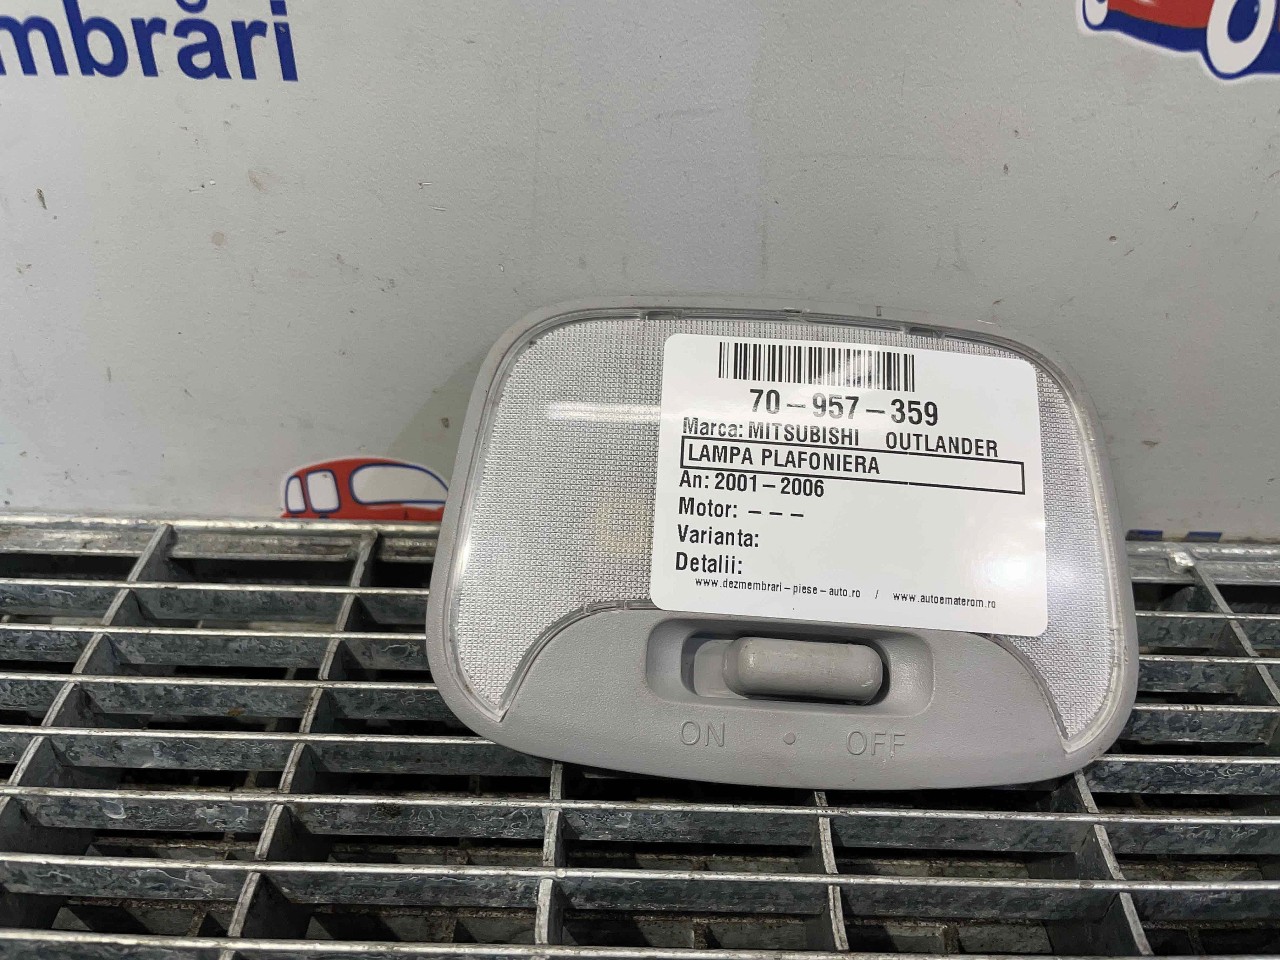 mbrări
70-957-359
Marca: MITSUBISHI OUTLANDER
LAMPA PLAFONIERA
An: 2001-2006
Motor: - - -
Varianta:
Detalii:
www.dezmembrari-piese-auto.ro / www.autoematerom.ro
ON OFF